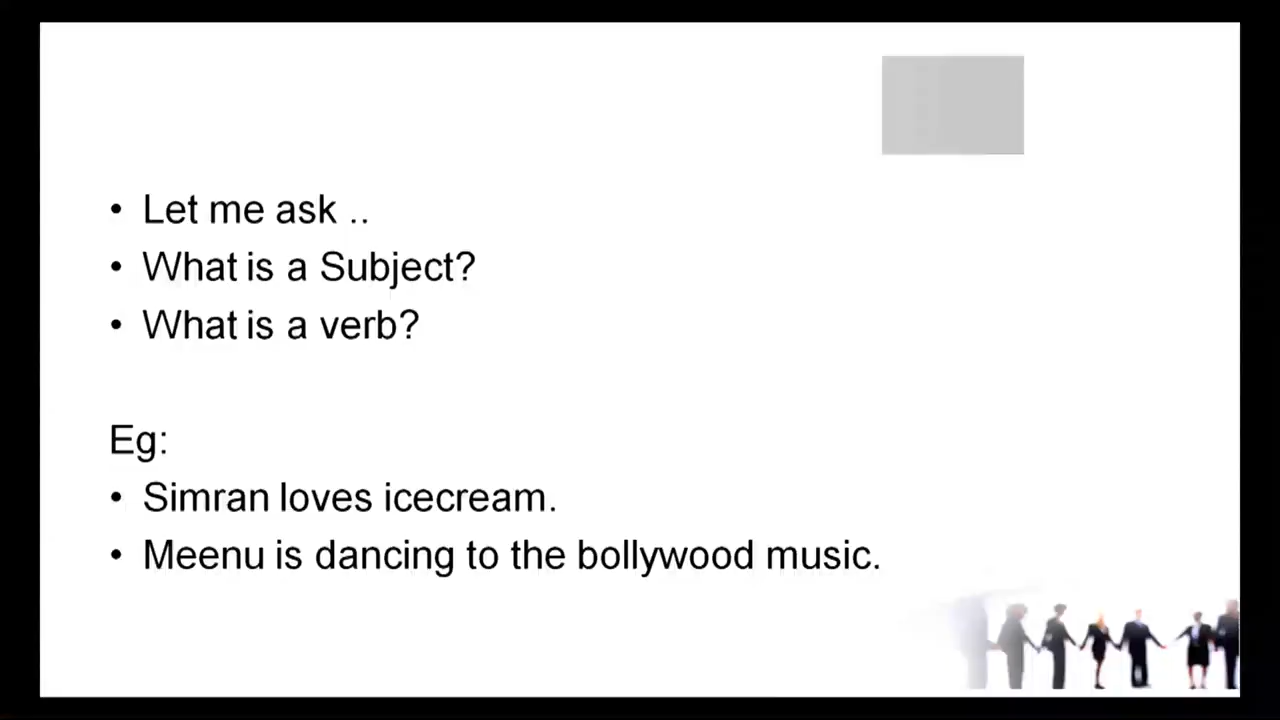 • Let me ask ..
• What is a Subject?
• What is a verb?
Eg:
• Simran loves icecream.
• Meenu is dancing to the bollywood music.